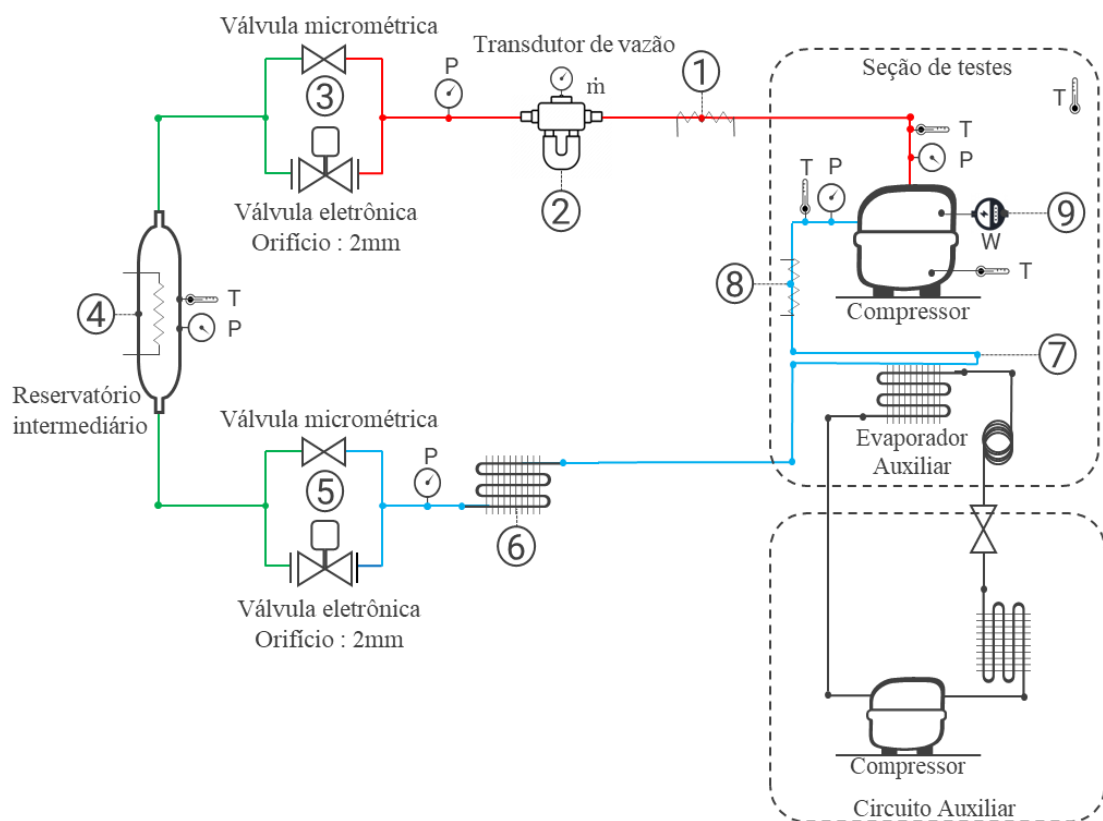 Válvula micrométrica
3
Válvula eletrônica
Orifício : 2mm
P
Transdutor de vazão
ṁ
2
1
Seção de testes
T
T
P
T
P
9
W
T
Compressor
8
7
4
T
P
Reservatório
intermediário
Válvula micrométrica
5
Válvula eletrônica
Orifício : 2mm
P
6
Evaporador
Auxiliar
Compressor
Circuito Auxiliar